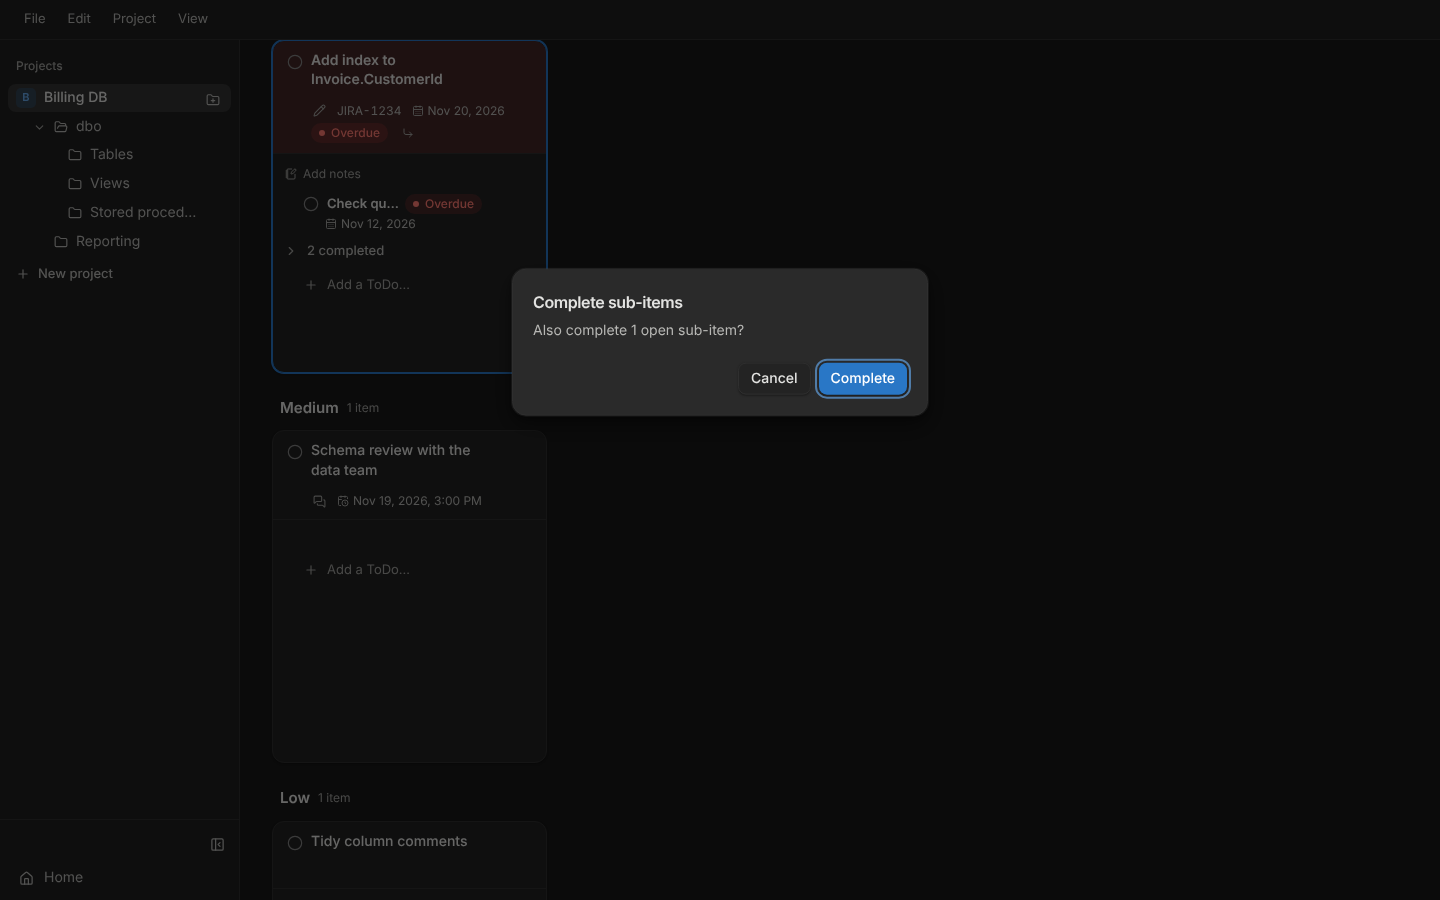 File Edit Project View
Projects
B Billing DB
dbo
Tables
Views
Stored proced...
Reporting
New project
Home
Add index to
Invoice.CustomerId
JIRA-1234 Nov 20, 2026
Overdue
Add notes
Check qu... Overdue
Nov 12, 2026
2 completed
Add a ToDo...
Medium 1 item
Schema review with the
data team
Nov 19, 2026, 3:00 PM
Add a ToDo...
Low 1 item
Tidy column comments
Complete sub-items
Also complete 1 open sub-item?
Cancel Complete